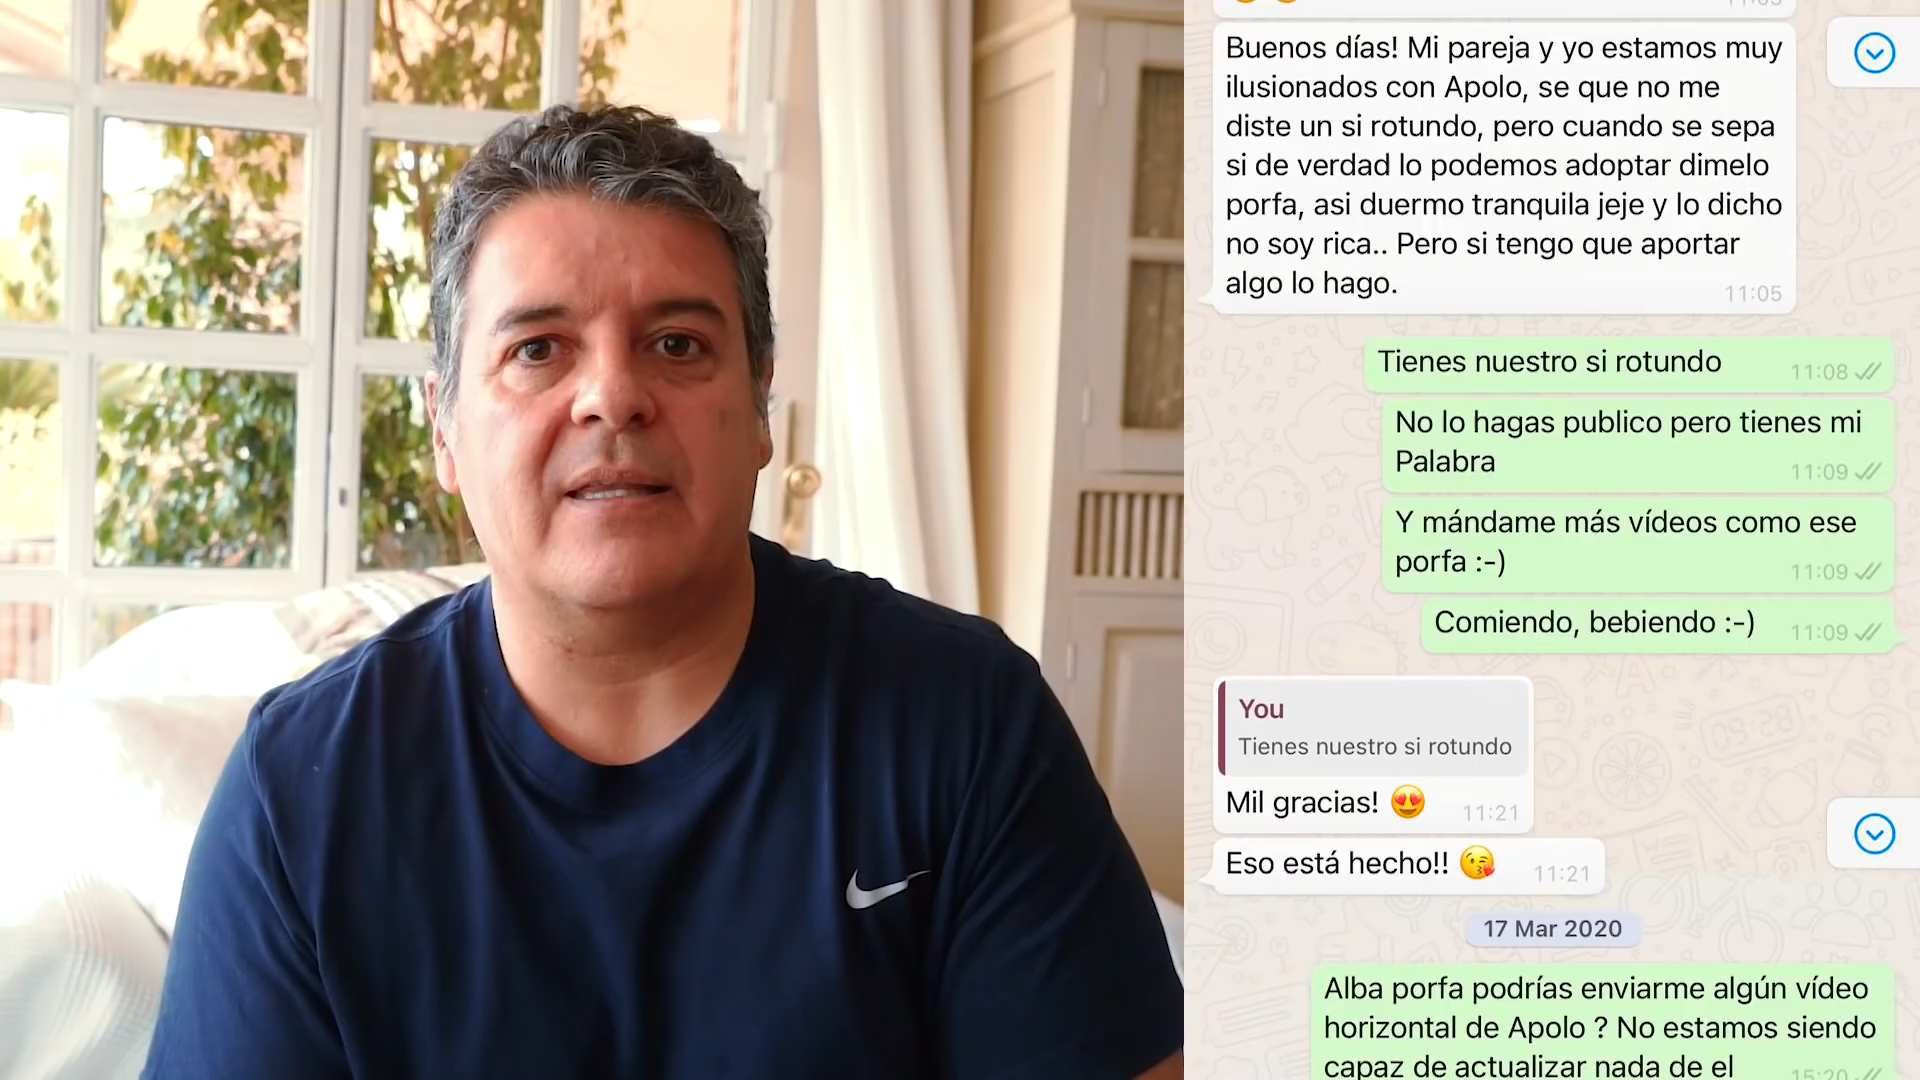 Buenos días! Mi pareja y yo estamos muy
ilusionados con Apolo, se que no me
diste un si rotundo, pero cuando se sepa
si de verdad lo podemos adoptar dimelo
porfa, asi duermo tranquila jeje y lo dicho
no soy rica.. Pero si tengo que aportar
algo lo hago.
11:05
Tienes nuestro si rotundo
11:08
No lo hagas publico pero tienes mi
Palabra
11:09
Y mándame más vídeos como ese
porfa :-)
11:09
Comiendo, bebiendo :-)
11:09
You
Tienes nuestro si rotundo
Mil gracias! 😍
11:21
Eso está hecho!! 😘
11:21
17 Mar 2020
Alba porfa podrías enviarme algún vídeo
horizontal de Apolo ? No estamos siendo
capaz de actualizar nada de el
15:20